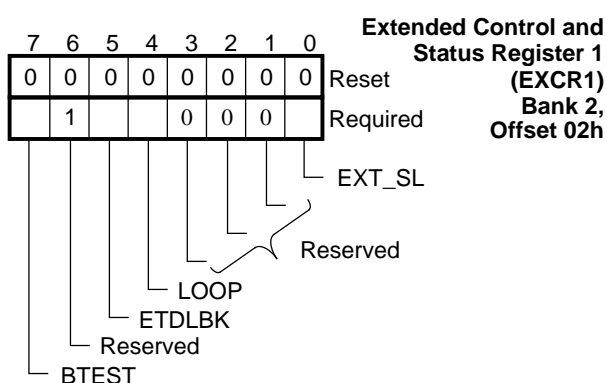 Extended Control and
Status Register 1
(EXCR1)
Bank 2,
Offset 02h
7 6 5 4 3 2 1 0
0 0 0 0 0 0 0 0 Reset
1 0 0 0 Required
EXT_SL
Reserved
LOOP
ETDLBK
Reserved
BTEST